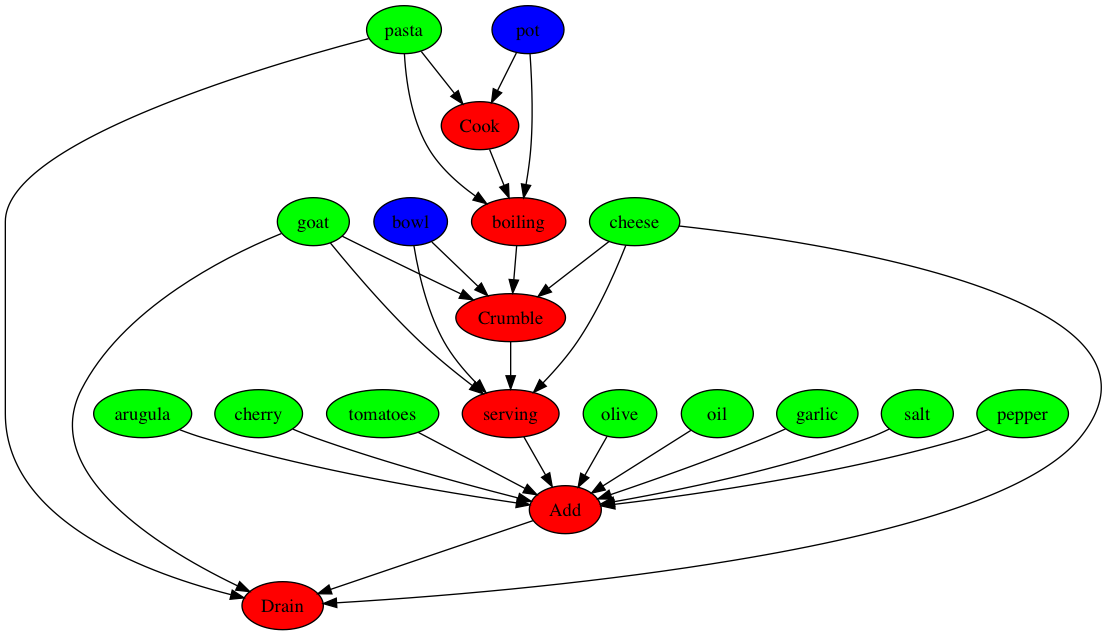 pasta
pot
Cook
goat
bowl
boiling
cheese
Crumble
arugula
cherry
tomatoes
serving
olive
oil
garlic
salt
pepper
Add
Drain